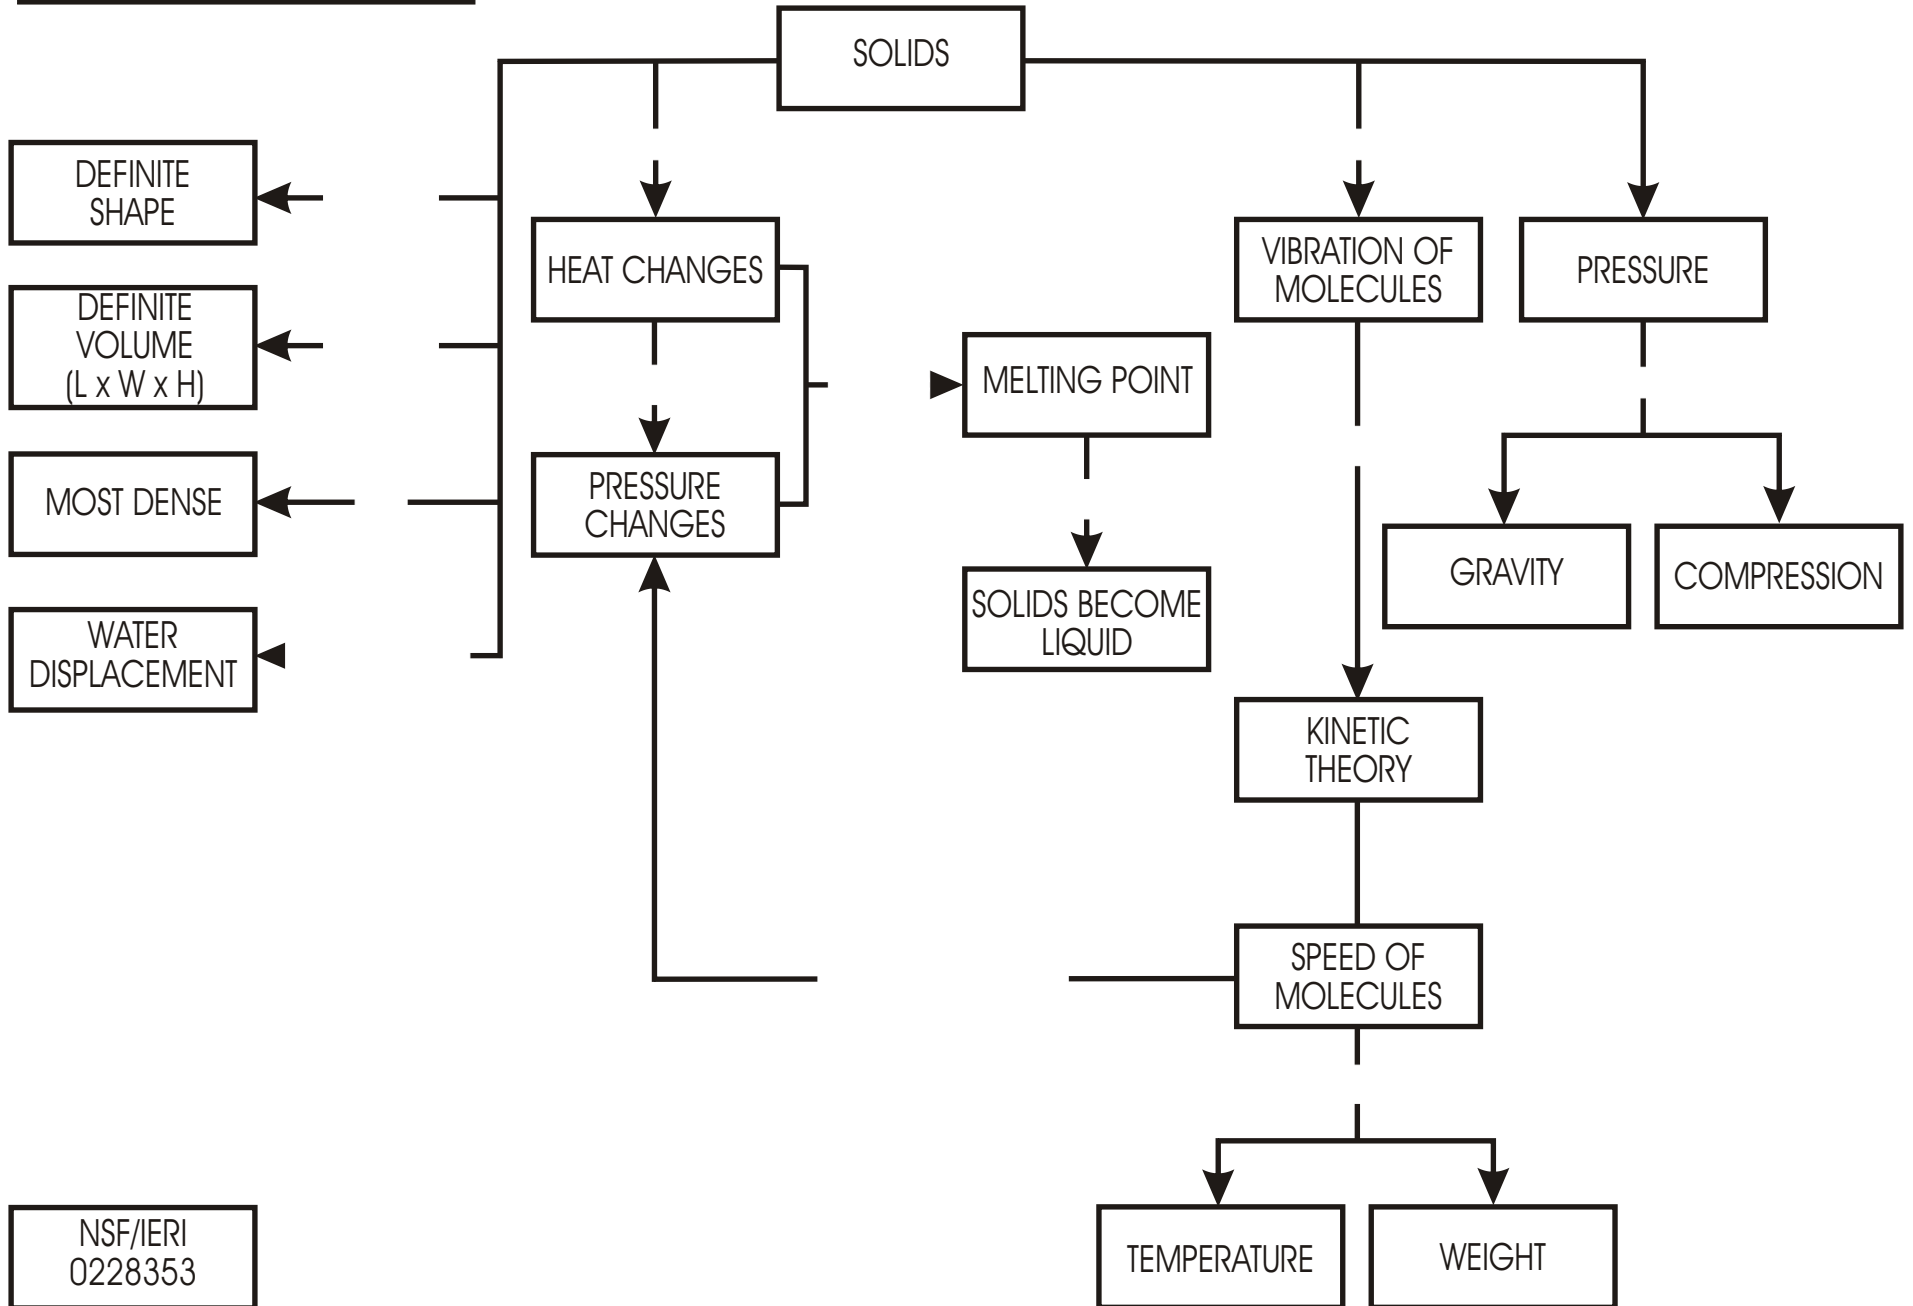 SOLIDS
DEFINITE
SHAPE
HEAT CHANGES
VIBRATION OF
MOLECULES
PRESSURE
DEFINITE
VOLUME
(L x W x H)
MELTING POINT
MOST DENSE
PRESSURE
CHANGES
GRAVITY
COMPRESSION
SOLIDS BECOME
LIQUID
WATER
DISPLACEMENT
KINETIC
THEORY
SPEED OF
MOLECULES
NSF/IERI
0228353
TEMPERATURE
WEIGHT